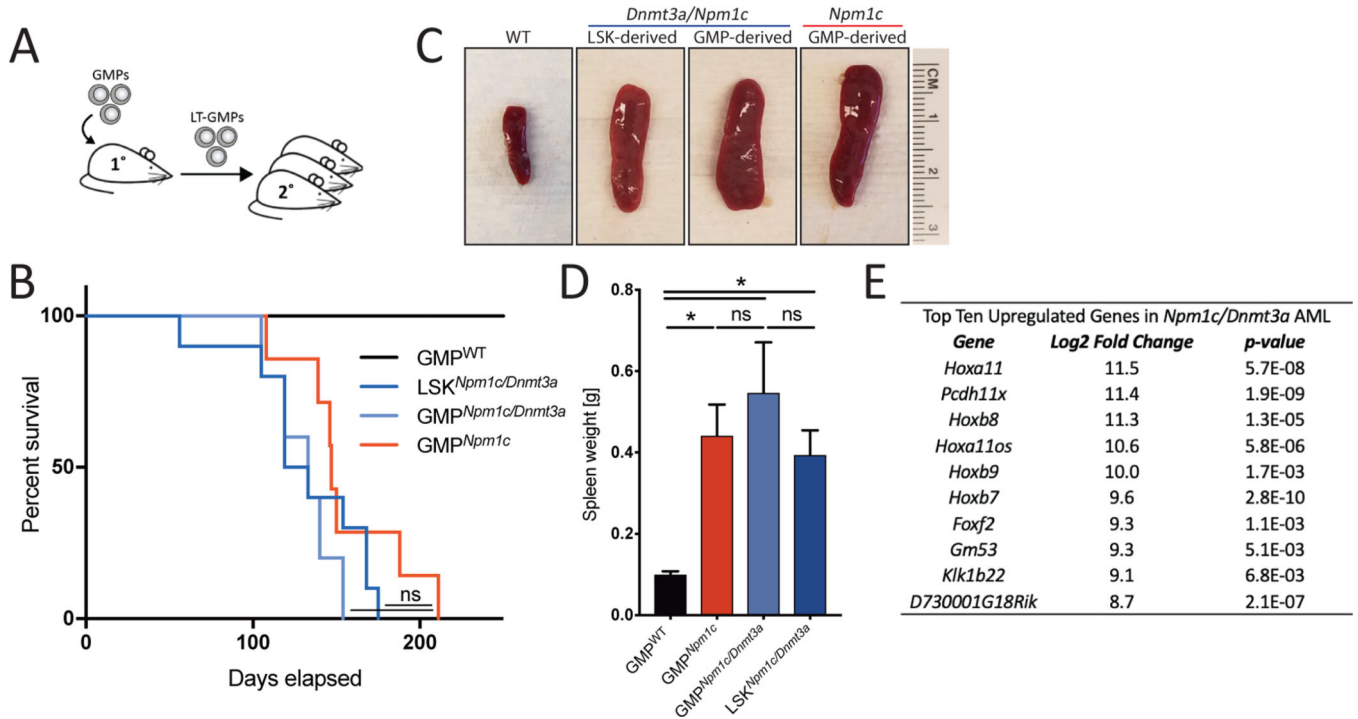 A
GMPs
LT-GMPs
1°
2°
C
Dnmt3a/Npm1c
Npm1c
WT
LSK-derived
GMP-derived
GMP-derived
CM
1
2
3
B
Percent survival
100
50
0
0
100
200
Days elapsed
GMP^WT
LSK^Npm1c/Dnmt3a
GMP^Npm1c/Dnmt3a
GMP^Npm1c
ns
D
Spleen weight [g]
0.8
0.6
0.4
0.2
0.0
*
* ns ns
GMP^WT
GMP^Npm1c
GMP^Npm1c/Dnmt3a
LSK^Npm1c/Dnmt3a
E
Top Ten Upregulated Genes in Npm1c/Dnmt3a AML
Gene Log2 Fold Change p-value
Hoxa11 11.5 5.7E-08
Pcdh11x 11.4 1.9E-09
Hoxb8 11.3 1.3E-05
Hoxa11os 10.6 5.8E-06
Hoxb9 10.0 1.7E-03
Hoxb7 9.6 2.8E-10
Foxf2 9.3 1.1E-03
Gm53 9.3 5.1E-03
Klk1b22 9.1 6.8E-03
D730001G18Rik 8.7 2.1E-07